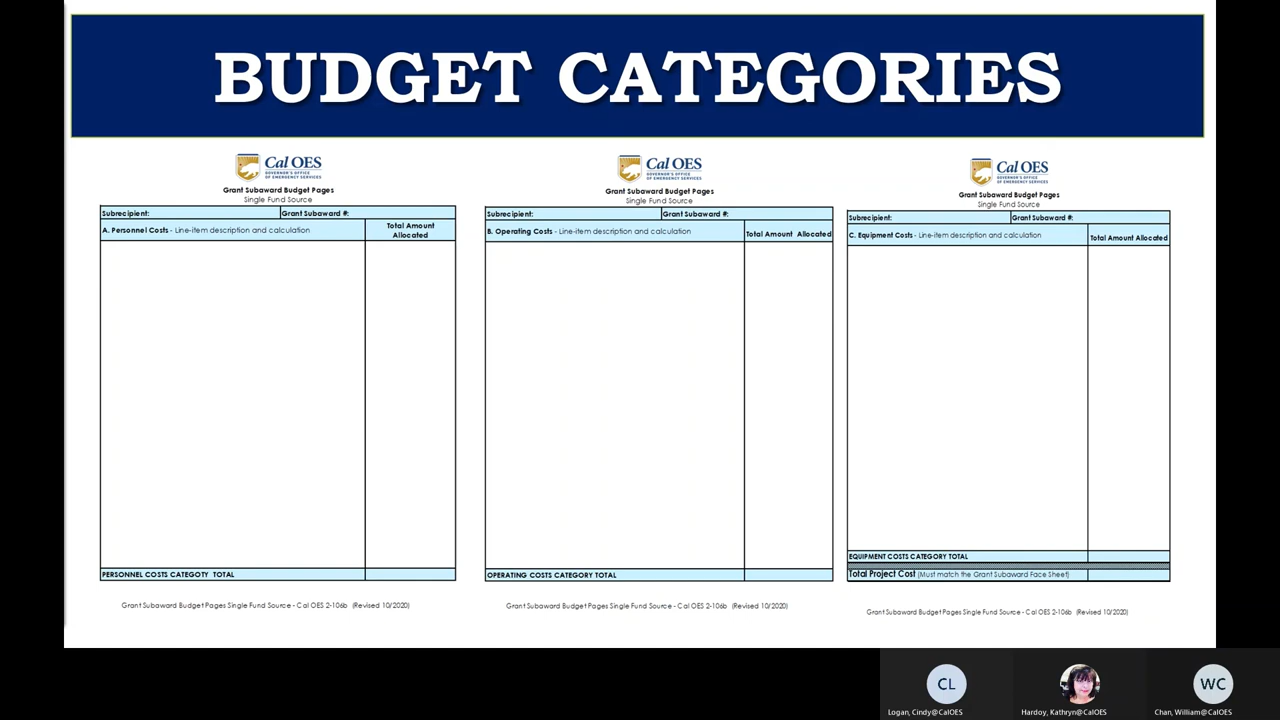 BUDGET CATEGORIES
Cal OES
GOVERNOR'S OFFICE
OF EMERGENCY SERVICES
Grant Subaward Budget Pages
Single Fund Source
Subrecipient:
Grant Subaward #:
A. Personnel Costs - Line-item description and calculation
Total Amount
Allocated
PERSONNEL COSTS CATEGOTY TOTAL
Grant Subaward Budget Pages Single Fund Source - Cal OES 2-106b (Revised 10/2020)
Cal OES
GOVERNOR'S OFFICE
OF EMERGENCY SERVICES
Grant Subaward Budget Pages
Single Fund Source
Subrecipient:
Grant Subaward #:
B. Operating Costs - Line-item description and calculation
Total Amount Allocated
OPERATING COSTS CATEGORY TOTAL
Grant Subaward Budget Pages Single Fund Source - Cal OES 2-106b (Revised 10/2020)
Cal OES
GOVERNOR'S OFFICE
OF EMERGENCY SERVICES
Grant Subaward Budget Pages
Single Fund Source
Subrecipient:
Grant Subaward #:
C. Equipment Costs - Line-item description and calculation
Total Amount Allocated
EQUIPMENT COSTS CATEGORY TOTAL
Total Project Cost (Must match the Grant Subaward Face Sheet)
Grant Subaward Budget Pages Single Fund Source - Cal OES 2-106b (Revised 10/2020)
CL
WC
Logan, Cindy@CalOES
Hardoy, Kathryn@CalOES
Chan, William@CalOES